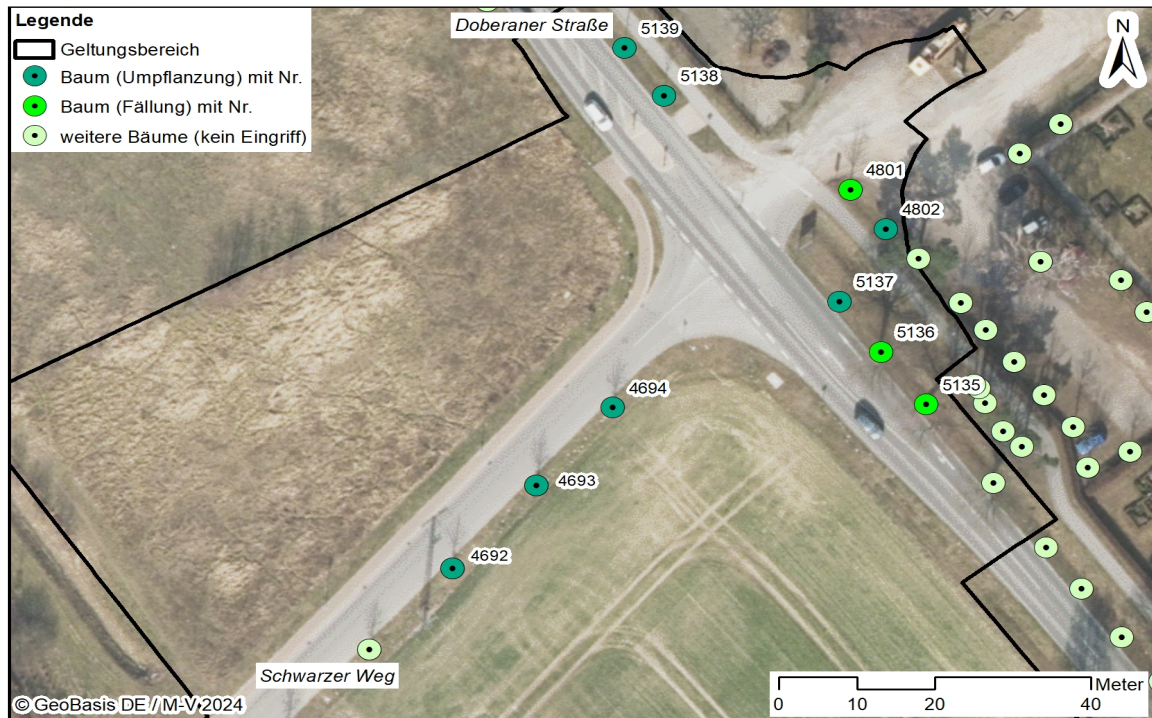 Legende
Geltungsbereich
Baum (Umpflanzung) mit Nr.
Baum (Fällung) mit Nr.
weitere Bäume (kein Eingriff)
Doberaner Straße
5139
5138
N
4801
4802
5137
5136
5135
4694
4693
4692
Schwarzer Weg
© GeoBasis DE / M-V 2024
Meter
0 10 20 40